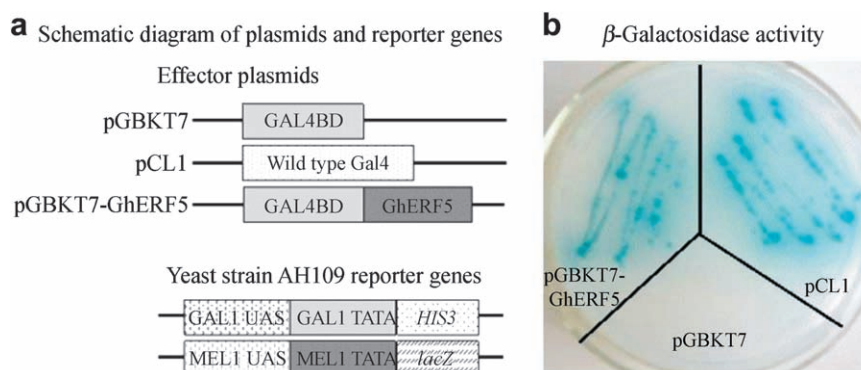 a Schematic diagram of plasmids and reporter genes
Effector plasmids
pGBKT7 GAL4BD
pCL1 Wild type Gal4
pGBKT7-GhERF5 GAL4BD GhERF5
Yeast strain AH109 reporter genes
GAL1 UAS GAL1 TATA HIS3
MEL1 UAS MEL1 TATA lacZ
b β-Galactosidase activity
pGBKT7-
GhERF5
pCL1
pGBKT7